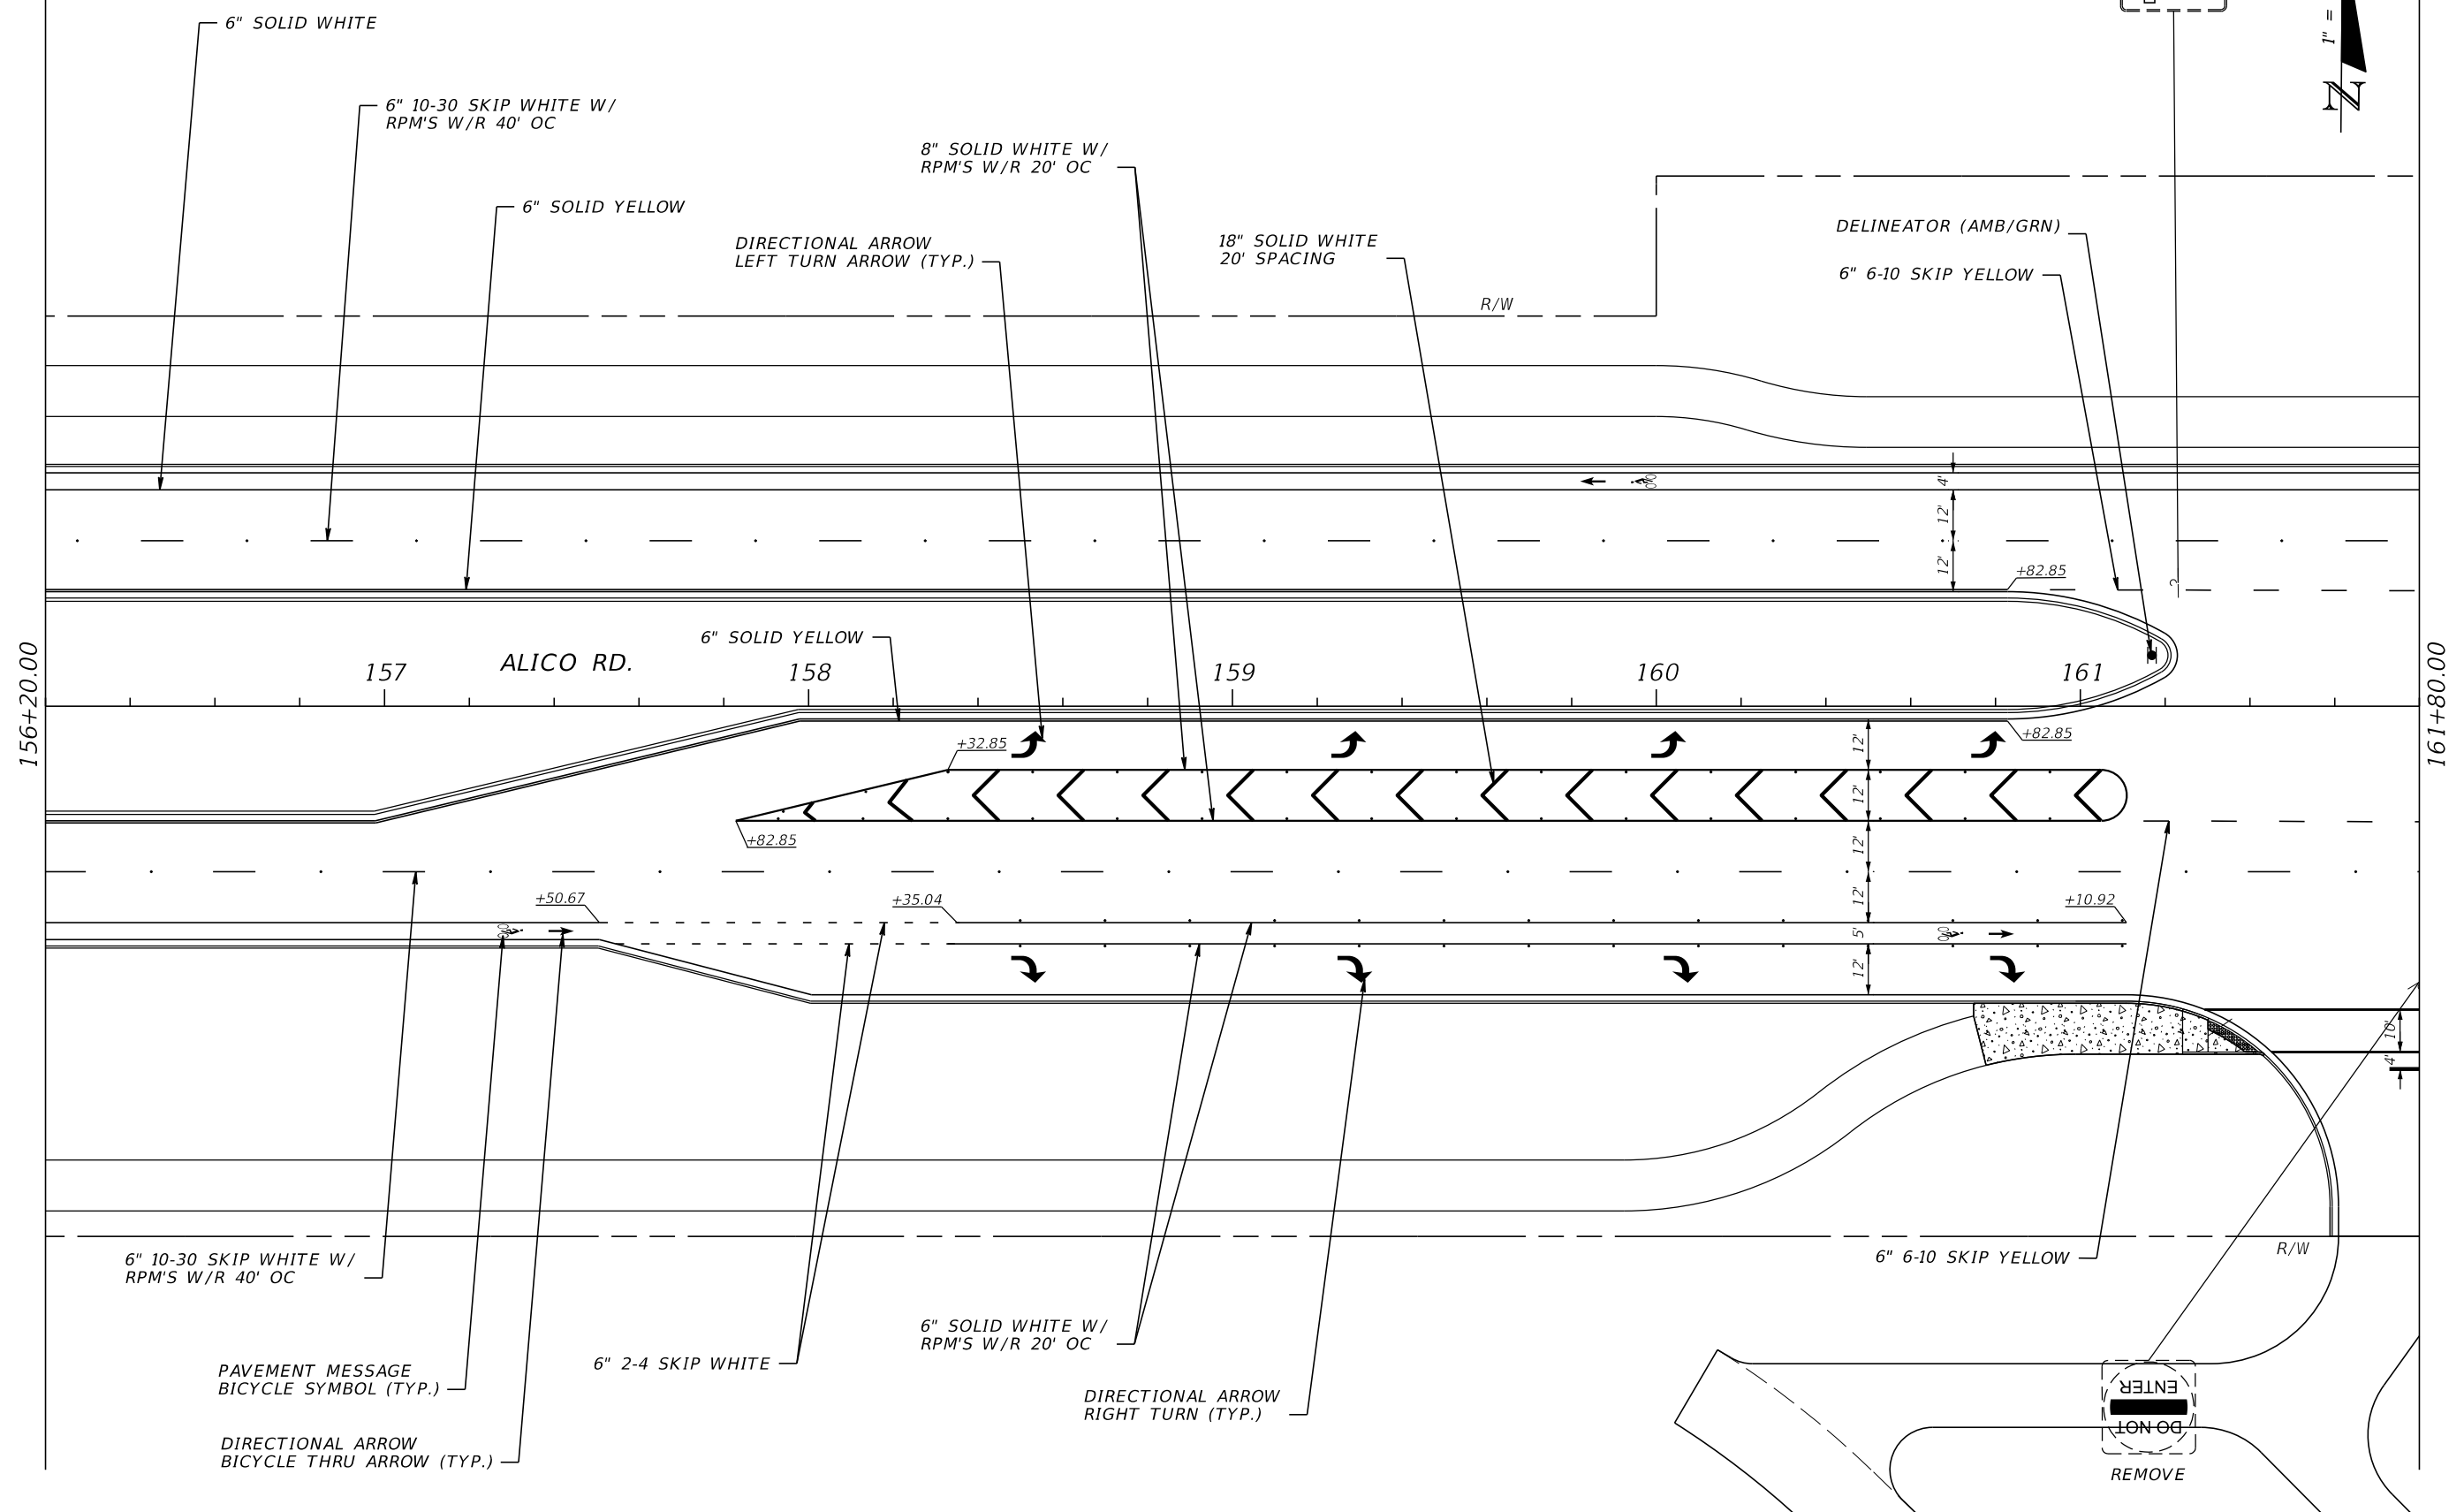 6" SOLID WHITE
1" =
N
6" 10-30 SKIP WHITE W/
RPM'S W/R 40' OC
8" SOLID WHITE W/
RPM'S W/R 20' OC
6" SOLID YELLOW
DIRECTIONAL ARROW
LEFT TURN ARROW (TYP.)
18" SOLID WHITE
20' SPACING
DELINEATOR (AMB/GRN)
6" 6-10 SKIP YELLOW
R/W
4'
12'
12'
+82.85
6" SOLID YELLOW
ALICO RD.
157
158
159
160
161
156+20.00
161+80.00
+32.85
+82.85
12'
12'
+82.85
12'
+50.67
+35.04
12'
+10.92
5'
12'
10'
4'
R/W
6" 10-30 SKIP WHITE W/
RPM'S W/R 40' OC
6" 6-10 SKIP YELLOW
6" SOLID WHITE W/
RPM'S W/R 20' OC
6" 2-4 SKIP WHITE
PAVEMENT MESSAGE
BICYCLE SYMBOL (TYP.)
DIRECTIONAL ARROW
RIGHT TURN (TYP.)
DIRECTIONAL ARROW
BICYCLE THRU ARROW (TYP.)
DO NOT
ENTER
REMOVE